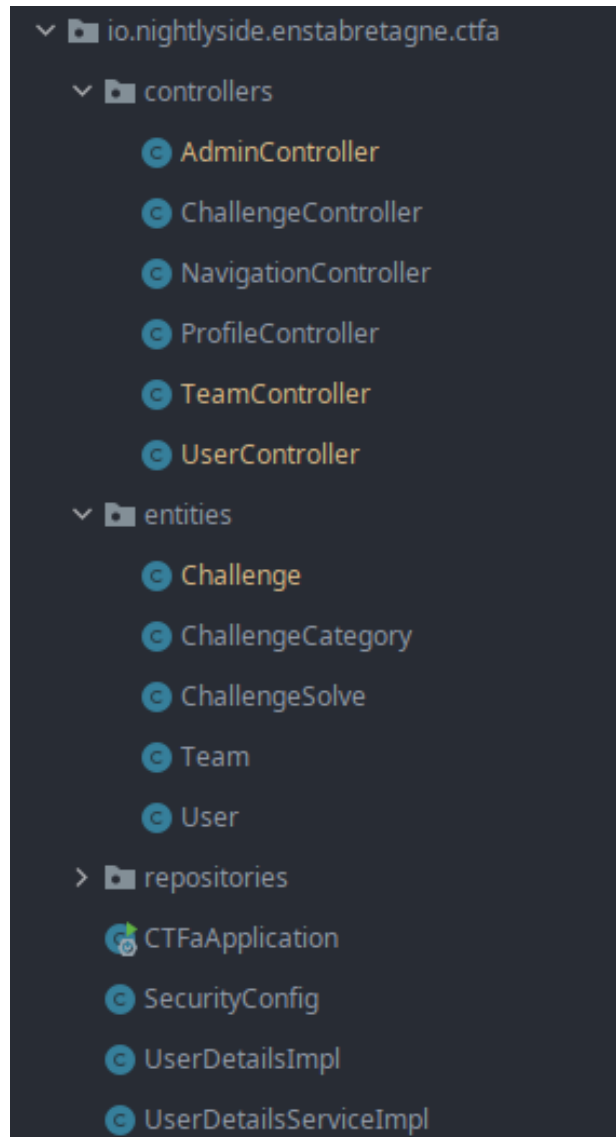 io.nightlyside.enstabretagne.ctfa
controllers
AdminController
ChallengeController
NavigationController
ProfileController
TeamController
UserController
entities
Challenge
ChallengeCategory
ChallengeSolve
Team
User
repositories
CTFaApplication
SecurityConfig
UserDetailsImpl
UserDetailsServiceImpl